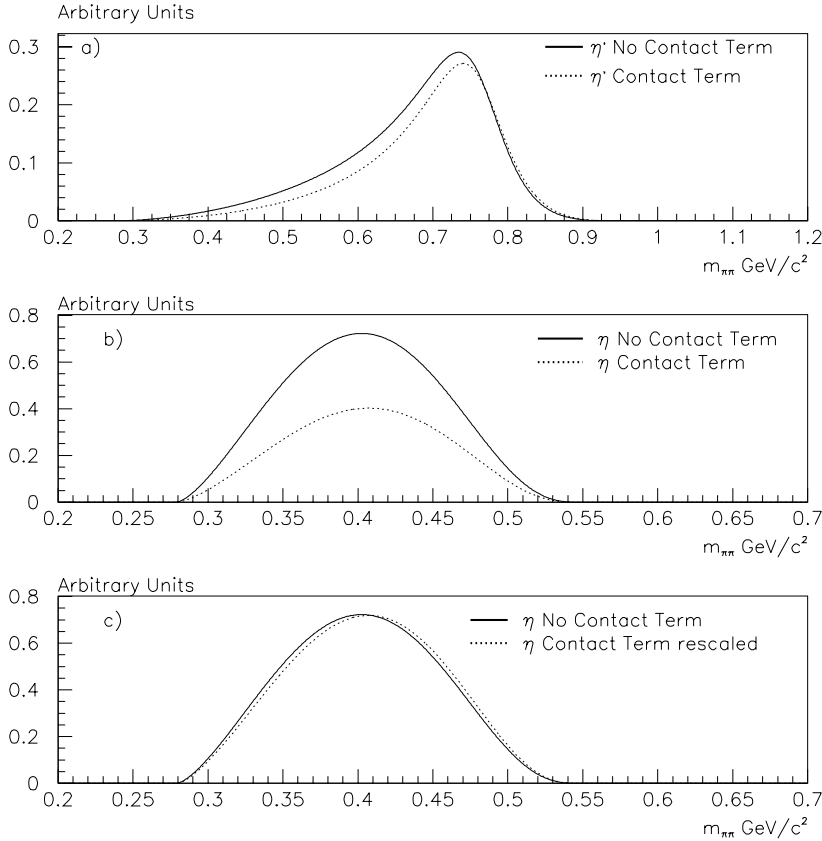 Arbitrary Units
a)
η' No Contact Term
η' Contact Term
0.3
0.2
0.1
0
0.2 0.3 0.4 0.5 0.6 0.7 0.8 0.9 1 1.1 1.2
mππ GeV/c²
Arbitrary Units
b)
η No Contact Term
η Contact Term
0.8
0.6
0.4
0.2
0
0.2 0.25 0.3 0.35 0.4 0.45 0.5 0.55 0.6 0.65 0.7
mππ GeV/c²
Arbitrary Units
c)
η No Contact Term
η Contact Term rescaled
0.8
0.6
0.4
0.2
0
0.2 0.25 0.3 0.35 0.4 0.45 0.5 0.55 0.6 0.65 0.7
mππ GeV/c²